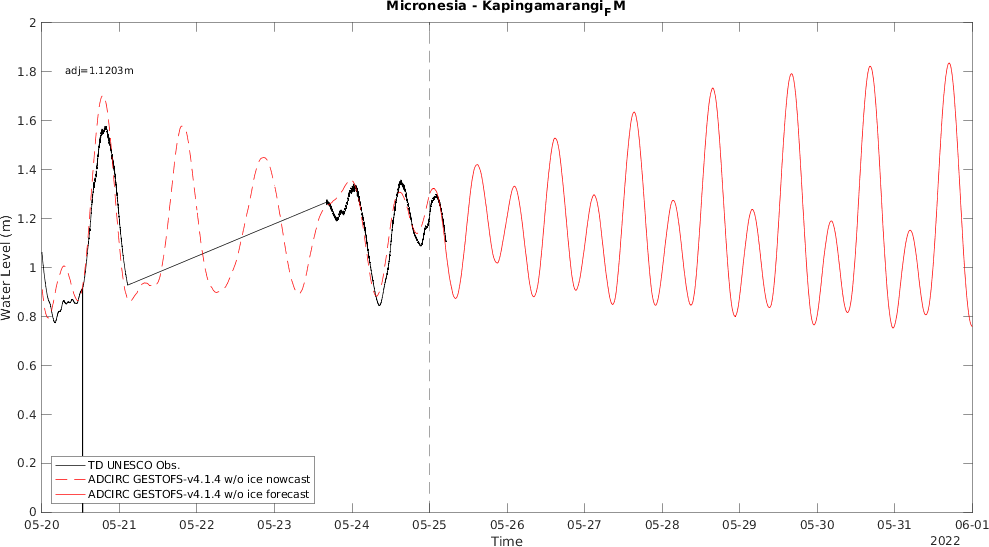 Micronesia - Kapingamarangi_FM
adj=1.1203m
Water Level (m)
2
1.8
1.6
1.4
1.2
1
0.8
0.6
0.4
0.2
0
TD UNESCO Obs.
ADCIRC GESTOFS-v4.1.4 w/o ice nowcast
ADCIRC GESTOFS-v4.1.4 w/o ice forecast
05-20 05-21 05-22 05-23 05-24 05-25 05-26 05-27 05-28 05-29 05-30 05-31 06-01
Time
2022